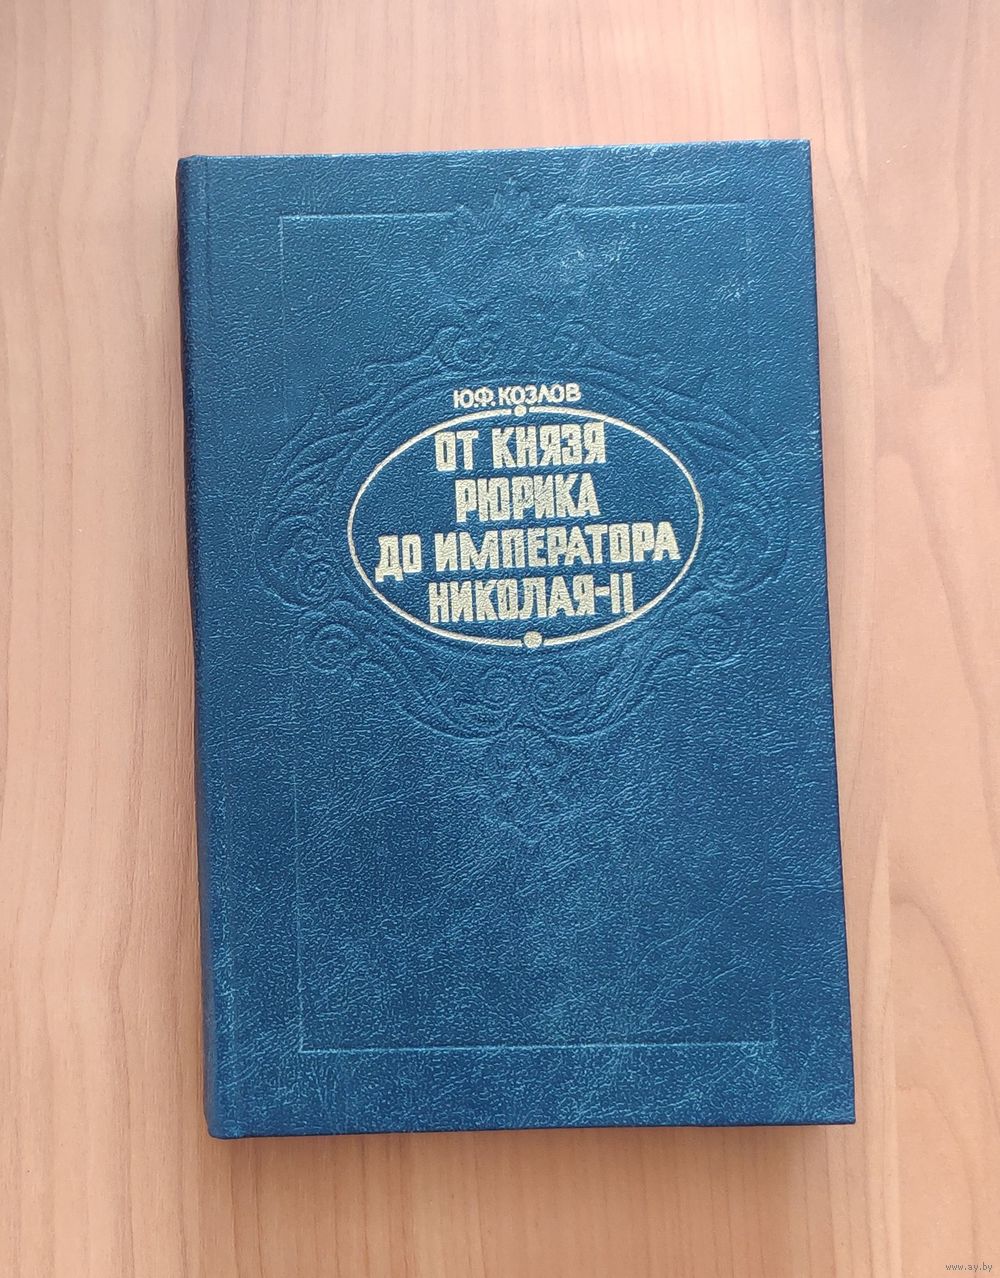 Ю.Ф. КОЗЛОВ
ОТ КНЯЗЯ
РЮРИКА
ДО ИМПЕРАТОРА
НИКОЛАЯ-II
www.ay.by